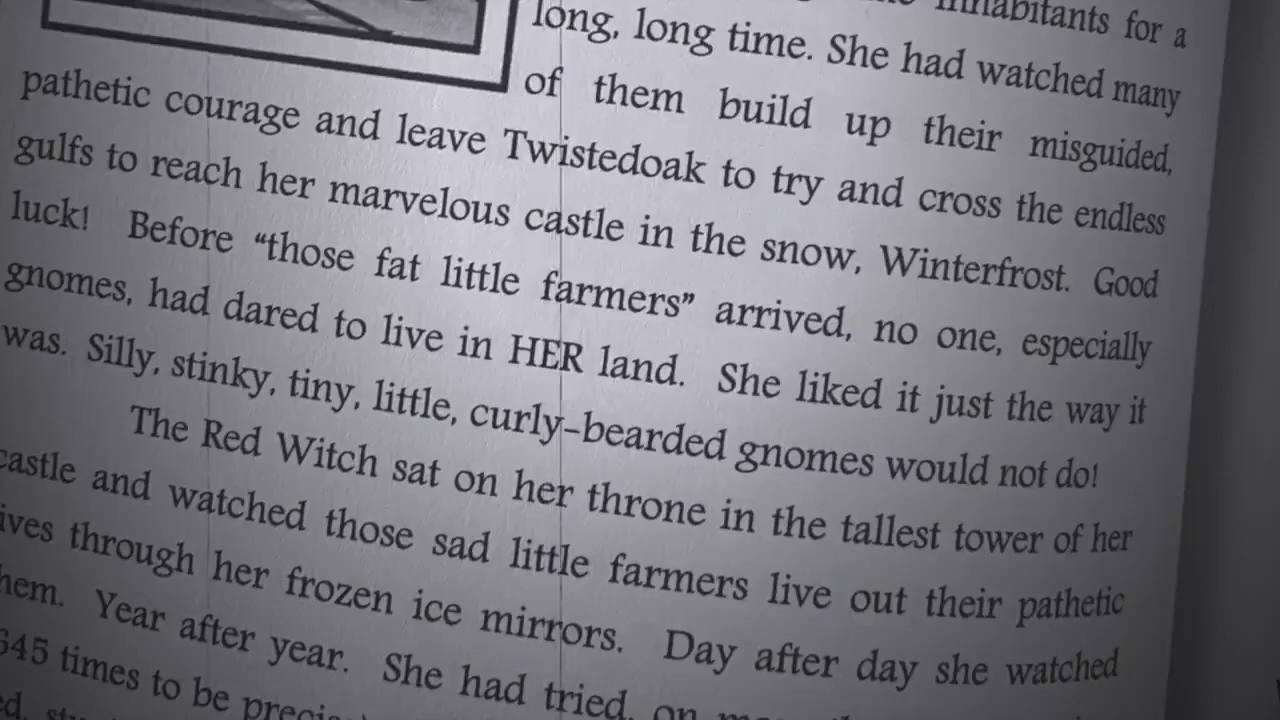 inhabitants for a
long, long time. She had watched many
of them build up their misguided,
pathetic courage and leave Twistedoak to try and cross the endless
gulfs to reach her marvelous castle in the snow, Winterfrost. Good
luck! Before “those fat little farmers” arrived, no one, especially
gnomes, had dared to live in HER land. She liked it just the way it
was. Silly, stinky, tiny, little, curly-bearded gnomes would not do!
The Red Witch sat on her throne in the tallest tower of her
castle and watched those sad little farmers live out their pathetic
ives through her frozen ice mirrors. Day after day she watched
hem. Year after year. She had tried, on
645 times to be precis